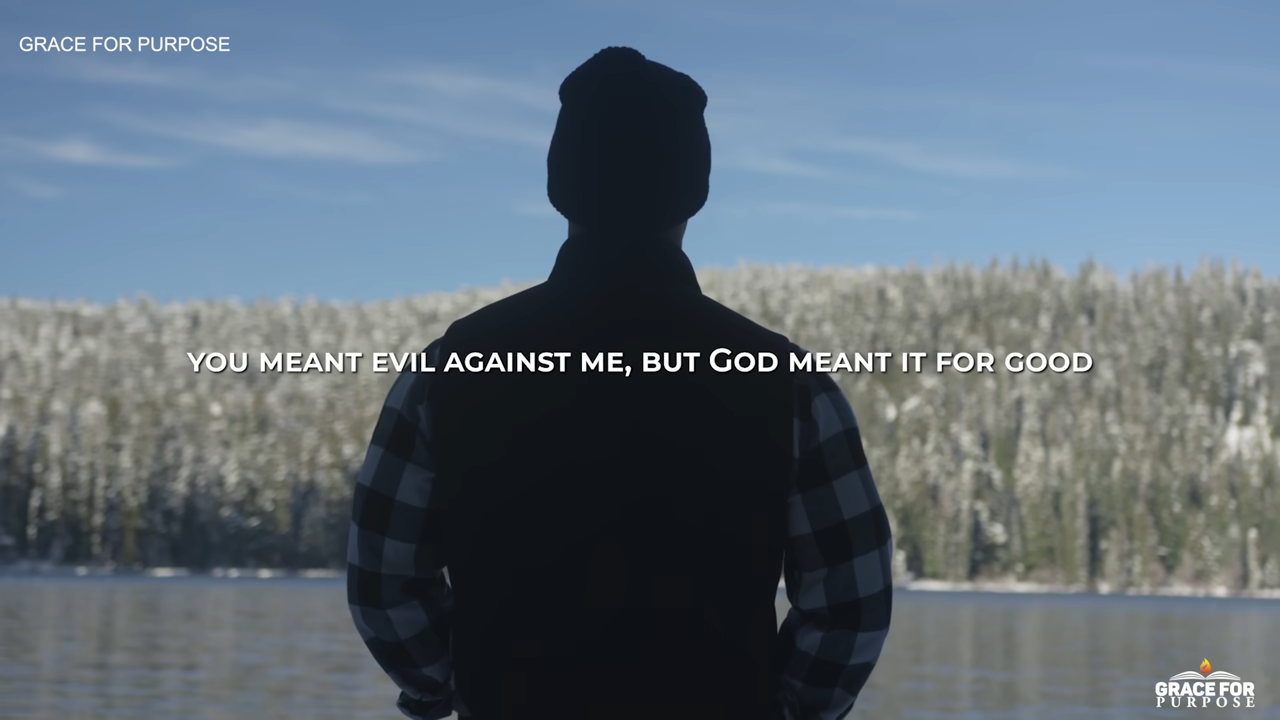 GRACE FOR PURPOSE
YOU MEANT EVIL AGAINST ME, BUT GOD MEANT IT FOR GOOD
GRACE FOR
PURPOSE